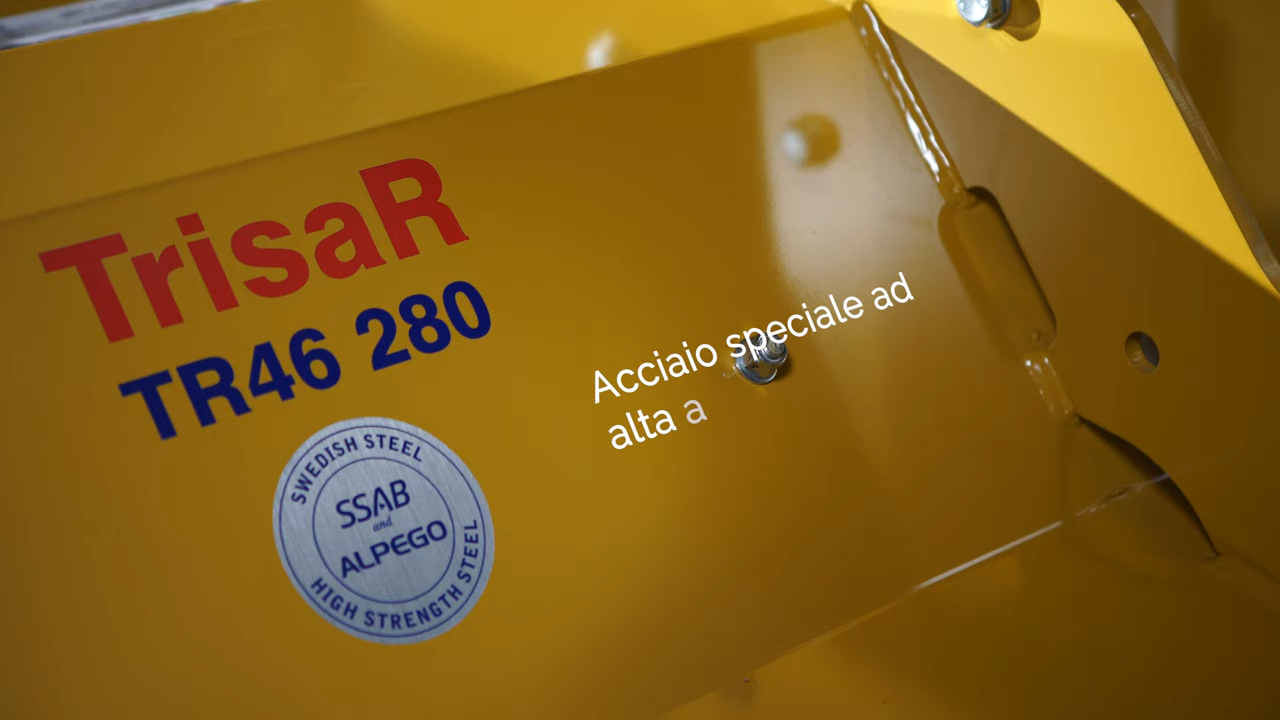 TrisaR
TR46 280
Acciaio speciale ad
alta a
SWEDISH STEEL
SSAB
and
ALPEGO
HIGH STRENGTH STEEL